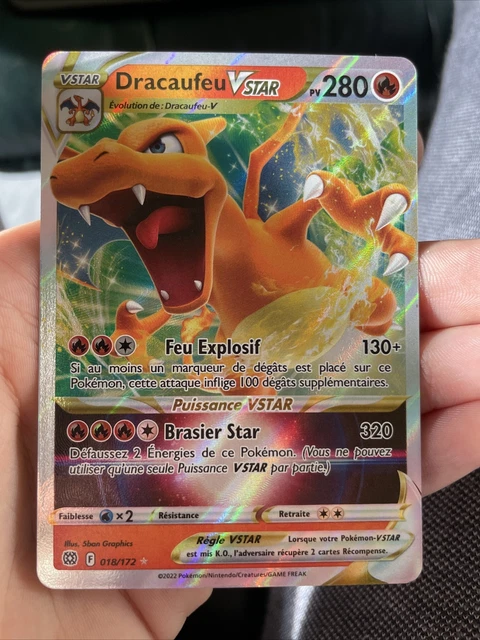 VSTAR Dracaufeu VSTAR PV 280
Évolution de : Dracaufeu-V
Feu Explosif 130+
Si au moins un marqueur de dégâts est placé sur ce
Pokémon, cette attaque inflige 100 dégâts supplémentaires.
Puissance VSTAR
Brasier Star 320
Défaussez 2 Énergies de ce Pokémon. (Vous ne pouvez
utiliser qu'une seule Puissance VSTAR par partie.)
Faiblesse ×2 Résistance Retraite
Illus. 5ban Graphics
Règle VSTAR Lorsque votre Pokémon-VSTAR
est mis K.O., l'adversaire récupère 2 cartes Récompense.
F 018/172
©2022 Pokémon/Nintendo/Creatures/GAME FREAK